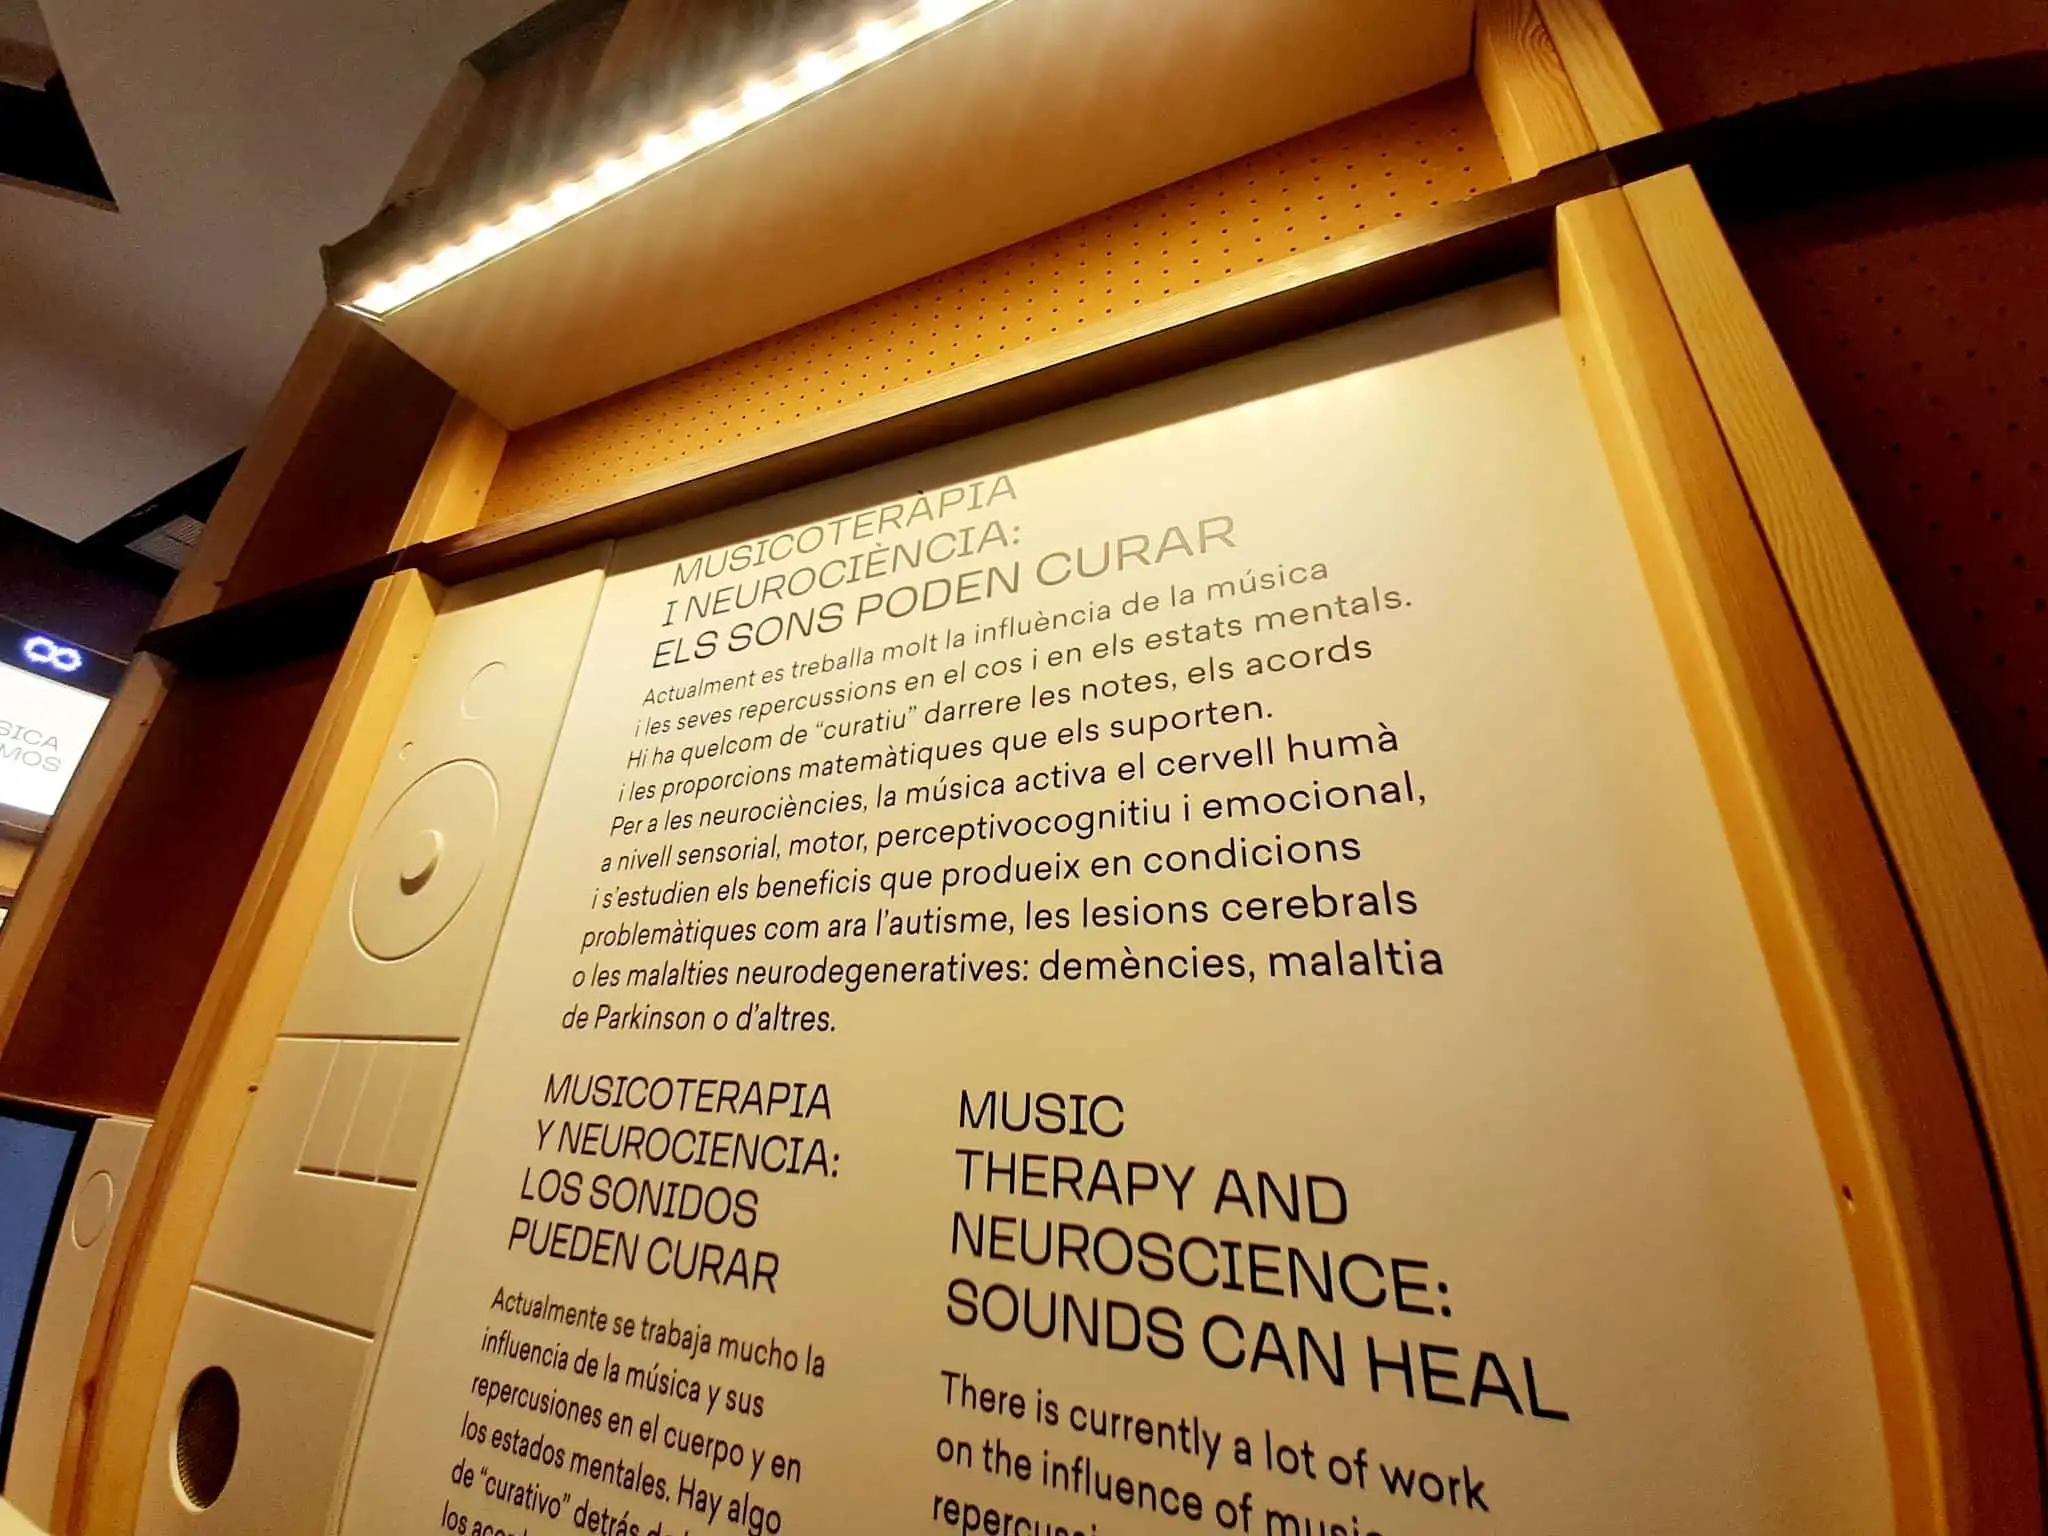 MUSICOTERÀPIA
I NEUROCIÈNCIA:
ELS SONS PODEN CURAR
Actualment es treballa molt la influència de la música
i les seves repercussions en el cos i en els estats mentals.
Hi ha quelcom de “curatiu” darrere les notes, els acords
i les proporcions matemàtiques que els suporten.
Per a les neurociències, la música activa el cervell humà
a nivell sensorial, motor, perceptivocognitiu i emocional,
i s’estudien els beneficis que produeix en condicions
problemàtiques com ara l’autisme, les lesions cerebrals
o les malalties neurodegeneratives: demències, malaltia
de Parkinson o d’altres.
MUSICOTERAPIA
Y NEUROCIENCIA:
LOS SONIDOS
PUEDEN CURAR
Actualmente se trabaja mucho la
influencia de la música y sus
repercusiones en el cuerpo y en
los estados mentales. Hay algo
de “curativo” detrás
los
MUSIC
THERAPY AND
NEUROSCIENCE:
SOUNDS CAN HEAL
There is currently a lot of work
on the influence of